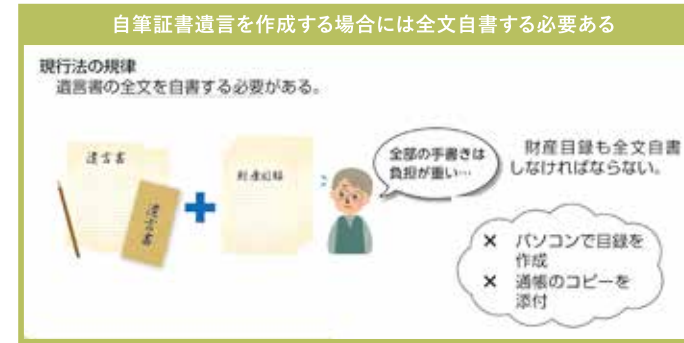 自筆証書遺言を作成する場合には全文自書する必要ある
現行法の規律
遺言書の全文を自書する必要がある。
遺言書
遺言書
財産目録
全部の手書きは
負担が重い…
財産目録も全文自書
しなければならない。
× パソコンで目録を
作成
× 通帳のコピーを
添付